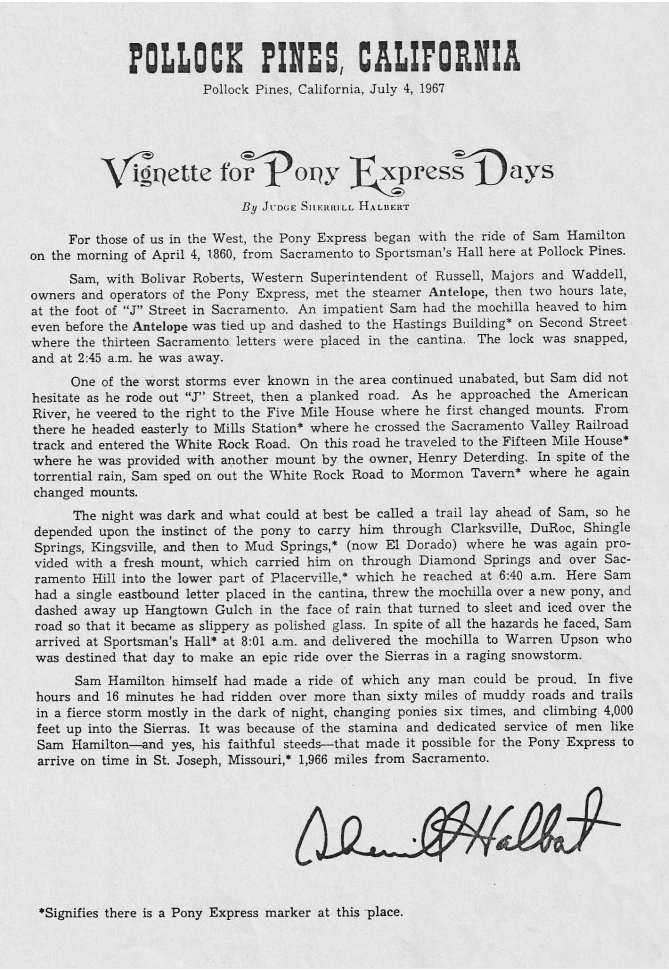 POLLOCK PINES, CALIFORNIA
Pollock Pines, California, July 4, 1967
Vignette for Pony Express Days
By Judge Sherrill Halbert
For those of us in the West, the Pony Express began with the ride of Sam Hamilton
on the morning of April 4, 1860, from Sacramento to Sportsman's Hall here at Pollock Pines.
Sam, with Bolivar Roberts, Western Superintendent of Russell, Majors and Waddell,
owners and operators of the Pony Express, met the steamer Antelope, then two hours late,
at the foot of "J" Street in Sacramento. An impatient Sam had the mochilla heaved to him
even before the Antelope was tied up and dashed to the Hastings Building* on Second Street
where the thirteen Sacramento letters were placed in the cantina. The lock was snapped,
and at 2:45 a.m. he was away.
One of the worst storms ever known in the area continued unabated, but Sam did not
hesitate as he rode out "J" Street, then a planked road. As he approached the American
River, he veered to the right to the Five Mile House where he first changed mounts. From
there he headed easterly to Mills Station* where he crossed the Sacramento Valley Railroad
track and entered the White Rock Road. On this road he traveled to the Fifteen Mile House*
where he was provided with another mount by the owner, Henry Deterding. In spite of the
torrential rain, Sam sped on out the White Rock Road to Mormon Tavern* where he again
changed mounts.
The night was dark and what could at best be called a trail lay ahead of Sam, so he
depended upon the instinct of the pony to carry him through Clarksville, DuRoc, Shingle
Springs, Kingsville, and then to Mud Springs,* (now El Dorado) where he was again pro-
vided with a fresh mount, which carried him on through Diamond Springs and over Sac-
ramento Hill into the lower part of Placerville,* which he reached at 6:40 a.m. Here Sam
had a single eastbound letter placed in the cantina, threw the mochilla over a new pony, and
dashed away up Hangtown Gulch in the face of rain that turned to sleet and iced over the
road so that it became as slippery as polished glass. In spite of all the hazards he faced, Sam
arrived at Sportsman's Hall* at 8:01 a.m. and delivered the mochilla to Warren Upson who
was destined that day to make an epic ride over the Sierras in a raging snowstorm.
Sam Hamilton himself had made a ride of which any man could be proud. In five
hours and 16 minutes he had ridden over more than sixty miles of muddy roads and trails
in a fierce storm mostly in the dark of night, changing ponies six times, and climbing 4,000
feet up into the Sierras. It was because of the stamina and dedicated service of men like
Sam Hamilton—and yes, his faithful steeds—that made it possible for the Pony Express to
arrive on time in St. Joseph, Missouri,* 1,966 miles from Sacramento.
Sherrill Halbert
*Signifies there is a Pony Express marker at this place.